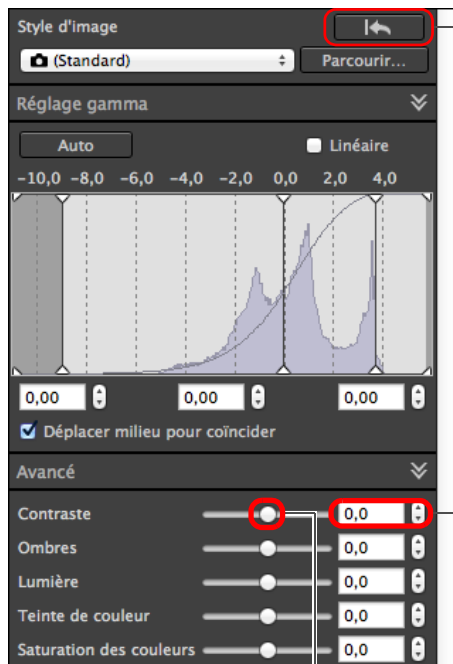 Style d'image
(Standard) Parcourir...
Réglage gamma
Auto Linéaire
-10,0 -8,0 -6,0 -4,0 -2,0 0,0 2,0 4,0
0,00 0,00 0,00
Déplacer milieu pour coïncider
Avancé
Contraste 0,0
Ombres 0,0
Lumière 0,0
Teinte de couleur 0,0
Saturation des couleurs 0,0